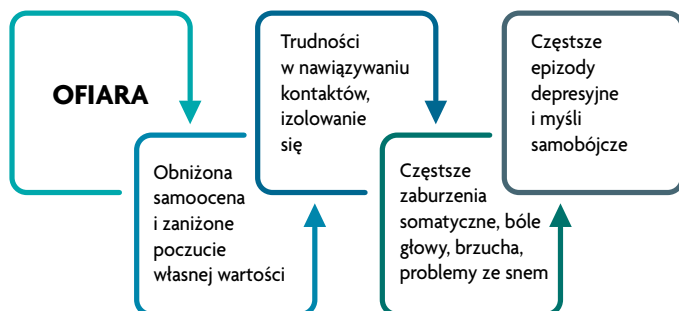 OFIARA
Obniżona
samoocena
i zaniżone
poczucie
własnej wartości
Trudności
w nawiązywaniu
kontaktów,
izolowanie
się
Częstsze
zaburzenia
somatyczne, bóle
głowy, brzucha,
problemy ze snem
Częstsze
epizody
depresyjne
i myśli
samobójcze